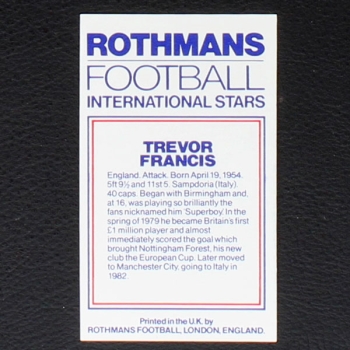 ROTHMANS
FOOTBALL
INTERNATIONAL STARS
TREVOR
FRANCIS
England. Attack. Born April 19, 1954.
5ft 9½ and 11st 5. Sampdoria (Italy).
40 caps. Began with Birmingham and,
at 16, was playing so brilliantly the
fans nicknamed him 'Superboy'. In the
spring of 1979 he became Britain's first
£1 million player and almost
immediately scored the goal which
brought Nottingham Forest, his new
club the European Cup. Later moved
to Manchester City, going to Italy in
1982.
Printed in the U.K. by
ROTHMANS FOOTBALL, LONDON, ENGLAND.